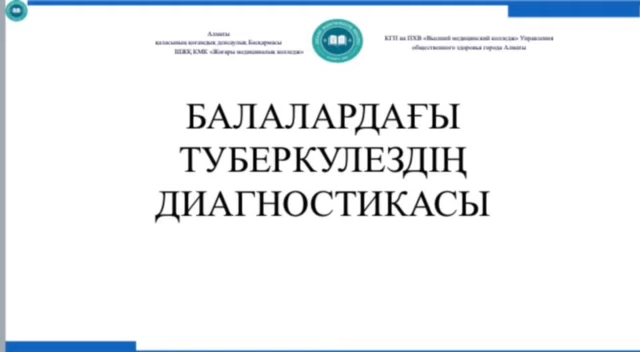 Алматы
қаласының қоғамдық денсаулық Басқармасы
ШЖҚ КМК «Жоғары медициналық колледж»
КГП на ПХВ «Высший медицинский колледж» Управления
общественного здоровья города Алматы
БАЛАЛАРДАҒЫ
ТУБЕРКУЛЕЗДІҢ
ДИАГНОСТИКАСЫ